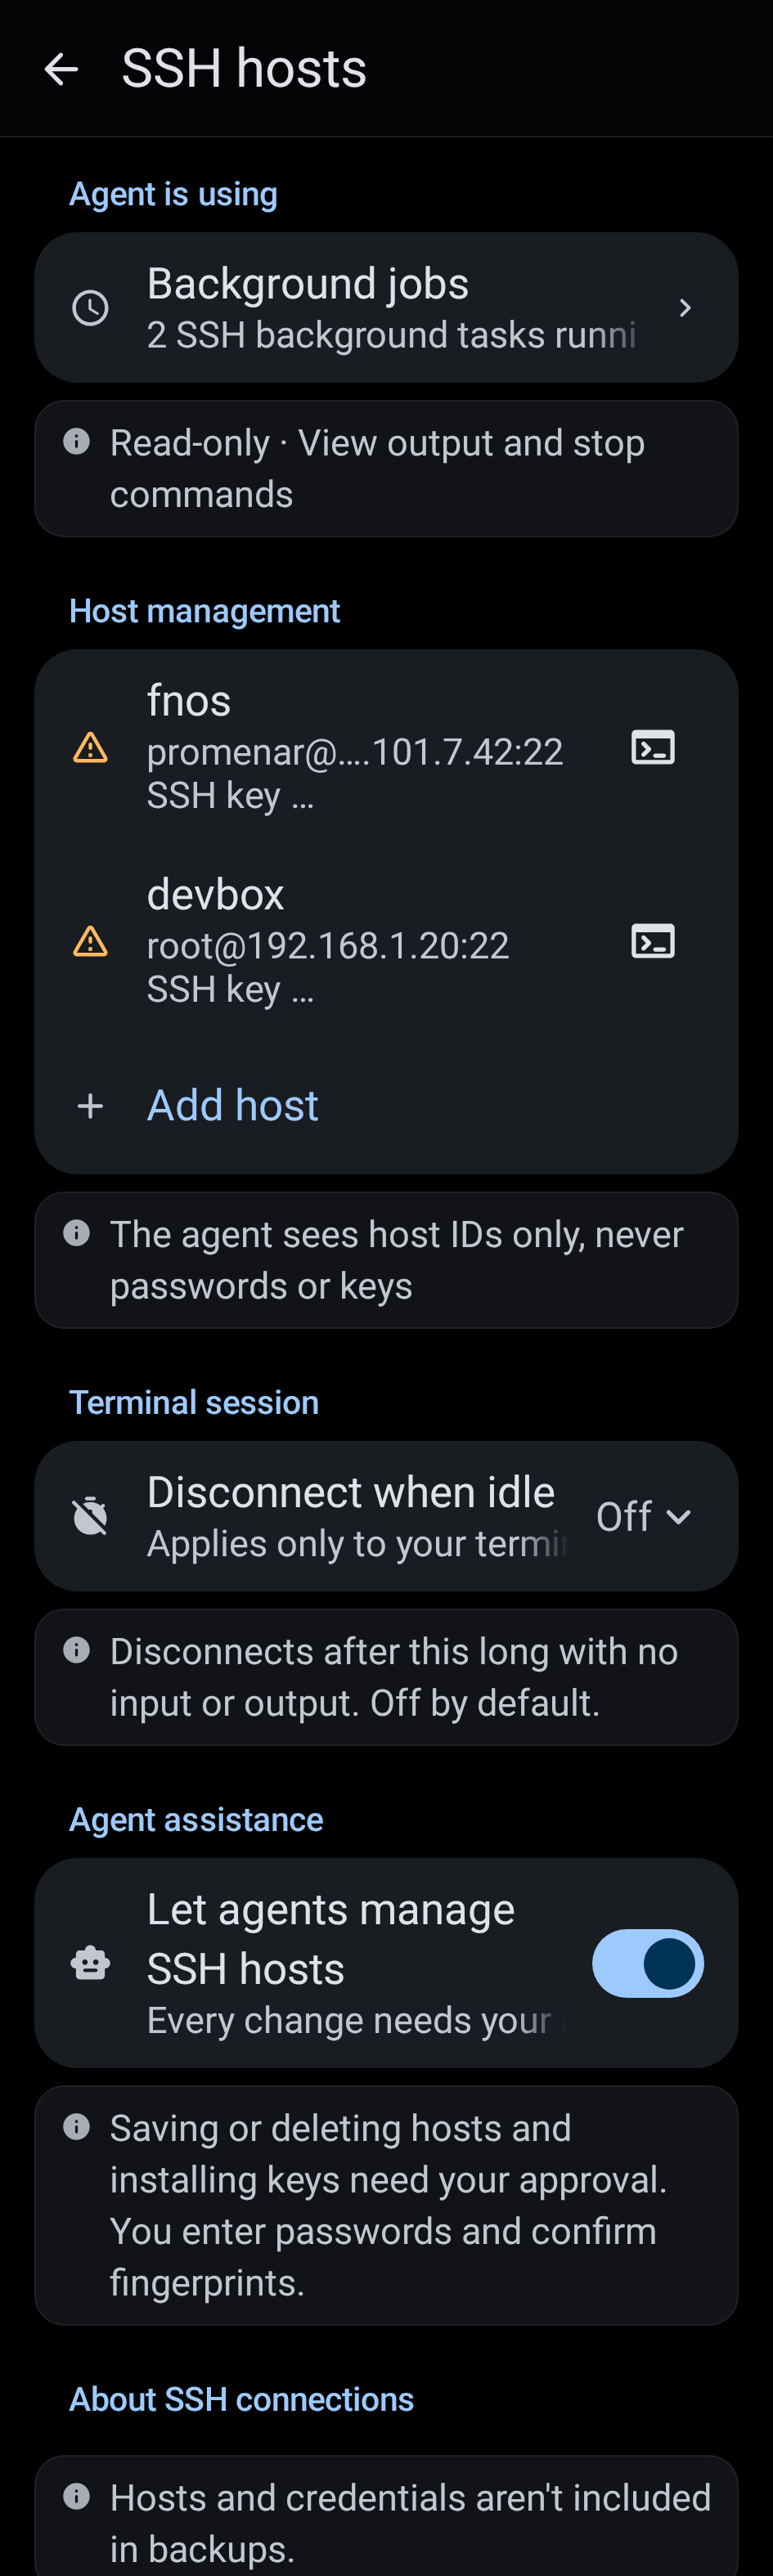 SSH hosts
Agent is using
Background jobs
2 SSH background tasks runni
Read-only · View output and stop
commands
Host management
fnos
promenar@….101.7.42:22
SSH key …
devbox
root@192.168.1.20:22
SSH key …
Add host
The agent sees host IDs only, never
passwords or keys
Terminal session
Disconnect when idle
Applies only to your termi
Off
Disconnects after this long with no
input or output. Off by default.
Agent assistance
Let agents manage
SSH hosts
Every change needs your
Saving or deleting hosts and
installing keys need your approval.
You enter passwords and confirm
fingerprints.
About SSH connections
Hosts and credentials aren't included
in backups.